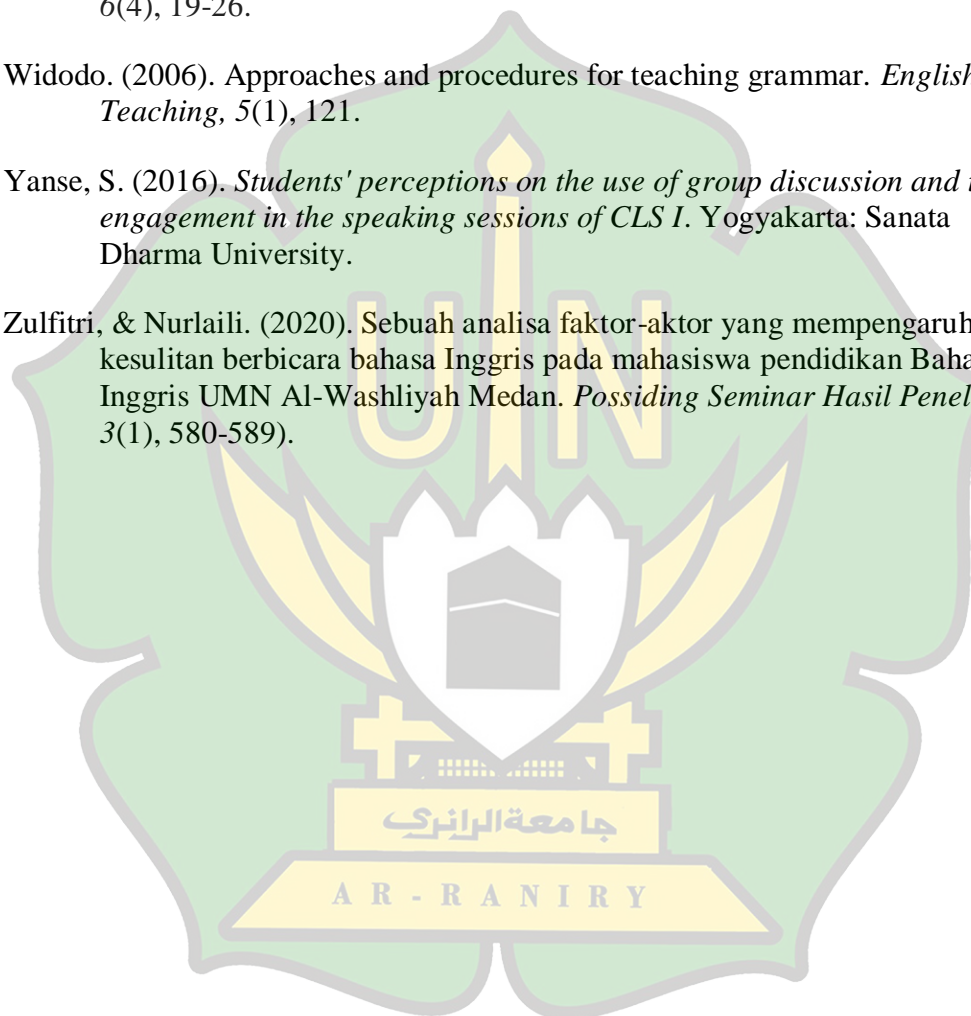 6(4), 19-26.
Widodo. (2006). Approaches and procedures for teaching grammar. English
Teaching, 5(1), 121.
Yanse, S. (2016). Students' perceptions on the use of group discussion and
engagement in the speaking sessions of CLS I. Yogyakarta: Sanata
Dharma University.
Zulfitri, & Nurlaili. (2020). Sebuah analisa faktor-aktor yang mempengaruh
kesulitan berbicara bahasa Inggris pada mahasiswa pendidikan Baha
Inggris UMN Al-Washliyah Medan. Possiding Seminar Hasil Penel
3(1), 580-589).
UIN
جامعة الرانري
AR-RANIRY